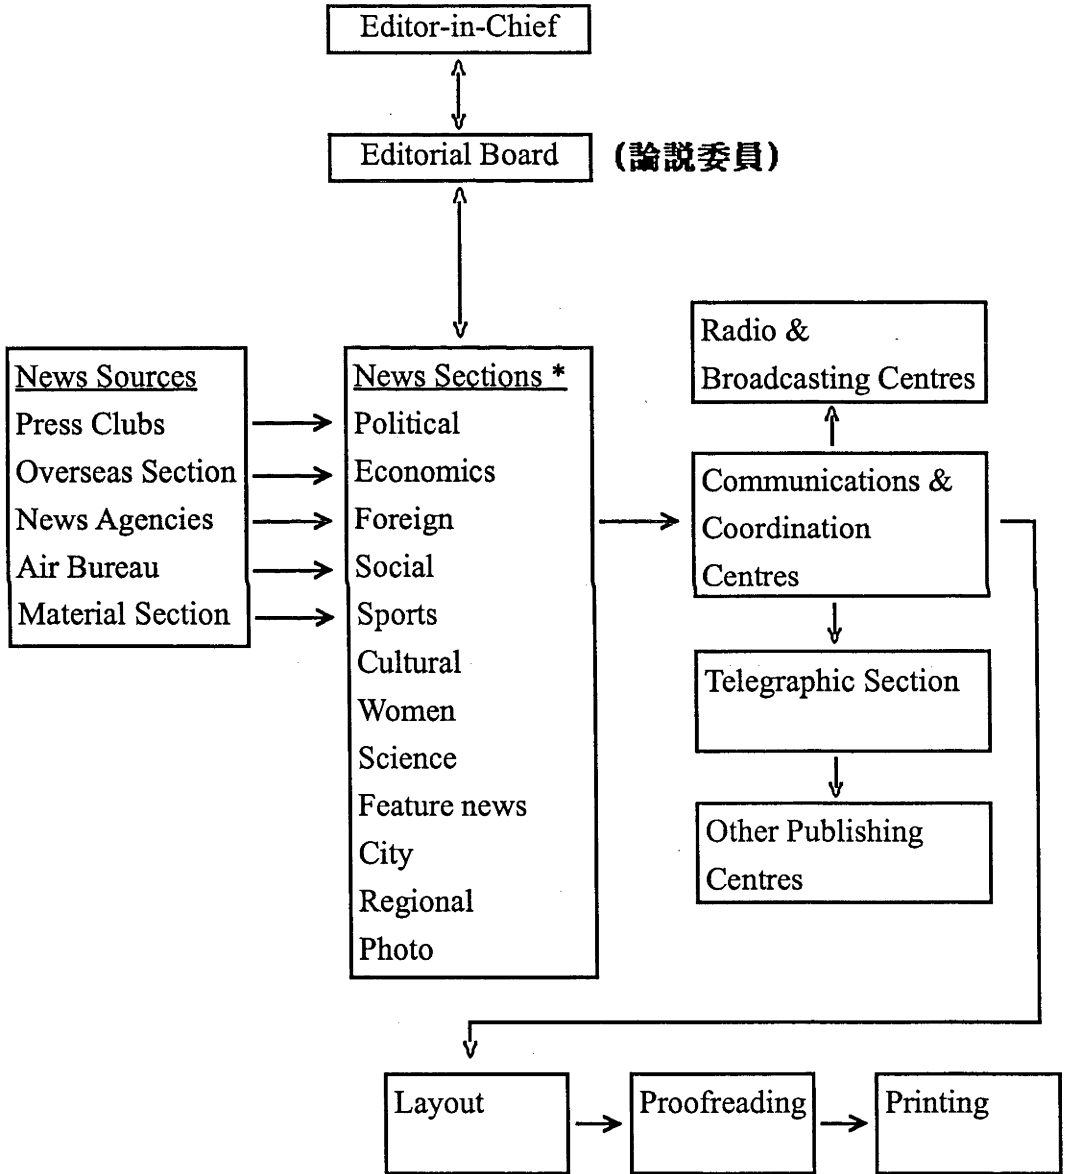 Editor-in-Chief
Editorial Board (論説委員)
News Sources
Press Clubs
Overseas Section
News Agencies
Air Bureau
Material Section
News Sections *
Political
Economics
Foreign
Social
Sports
Cultural
Women
Science
Feature news
City
Regional
Photo
Radio &
Broadcasting Centres
Communications &
Coordination
Centres
Telegraphic Section
Other Publishing
Centres
Layout
Proofreading
Printing